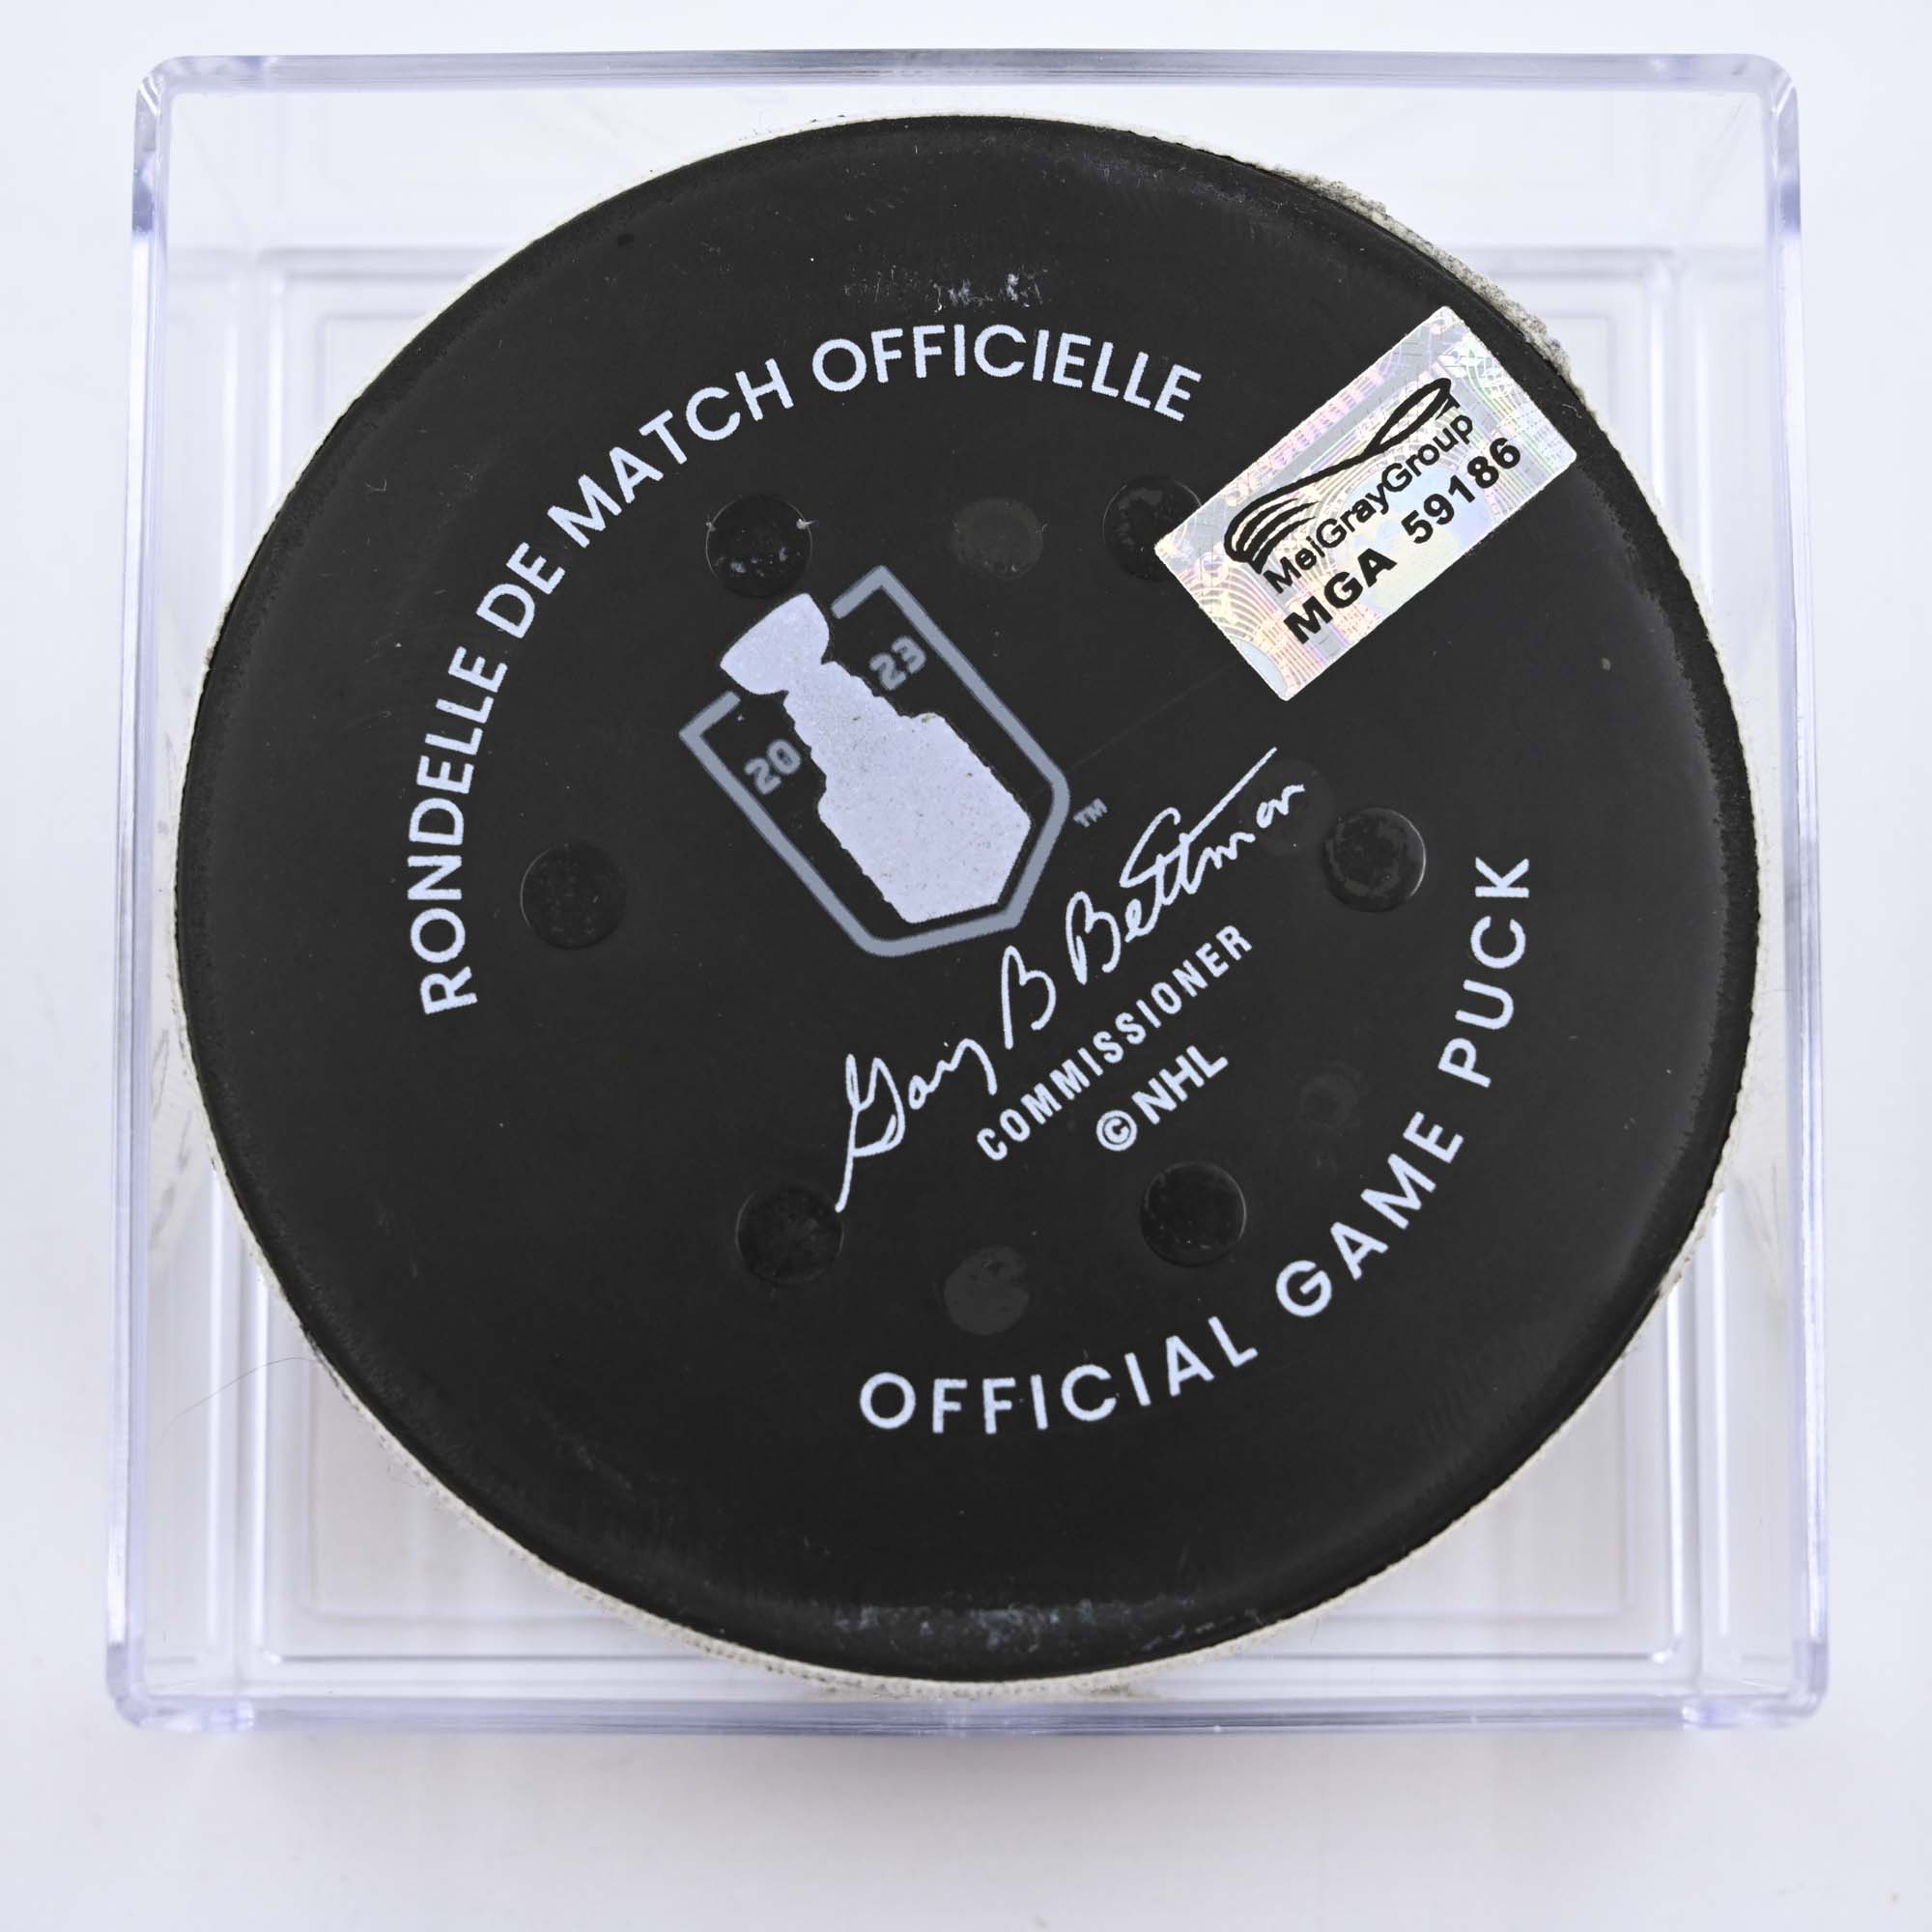 RONDELLE DE MATCH OFFICIELLE
MeiGrayGroup
MGA 59186
20 23
TM
Gary B Bettman
COMMISSIONER
©NHL
OFFICIAL GAME PUCK